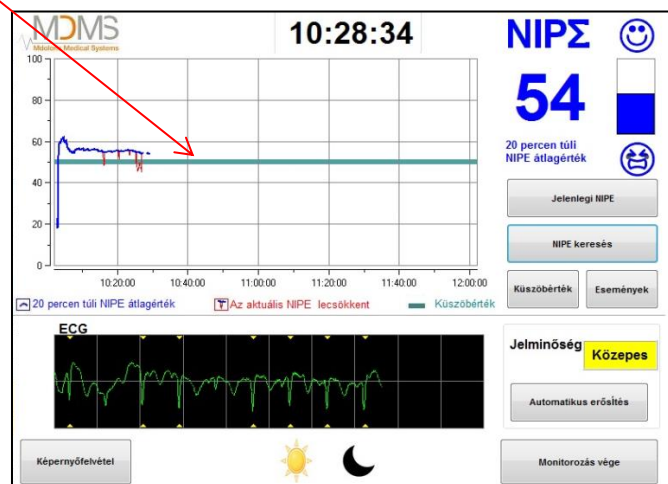 MDMS
Mdoloris Medical Systems
10:28:34
NIPΣ
54
20 percen túli
NIPE átlagérték
Jelenlegi NIPE
NIPE keresés
Küszöbérték
Események
100
80
60
40
20
0
10:20:00 10:40:00 11:00:00 11:20:00 11:40:00 12:00:00
20 percen túli NIPE átlagérték
Az aktuális NIPE lecsökkent
Küszöbérték
ECG
Jelminőség
Közepes
Automatikus erősítés
Képernyőfelvétel
Monitorozás vége